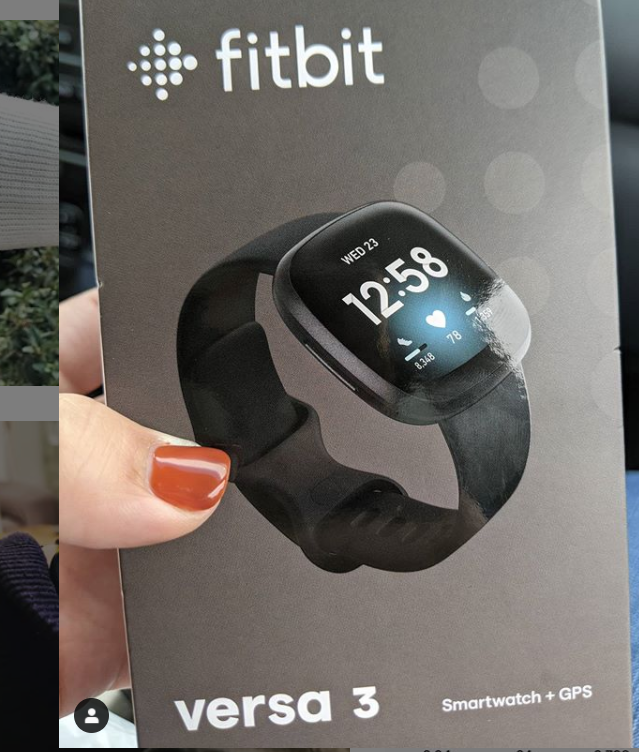 fitbit
WED 23
12:58
78
8,348
versa 3
Smartwatch + GPS